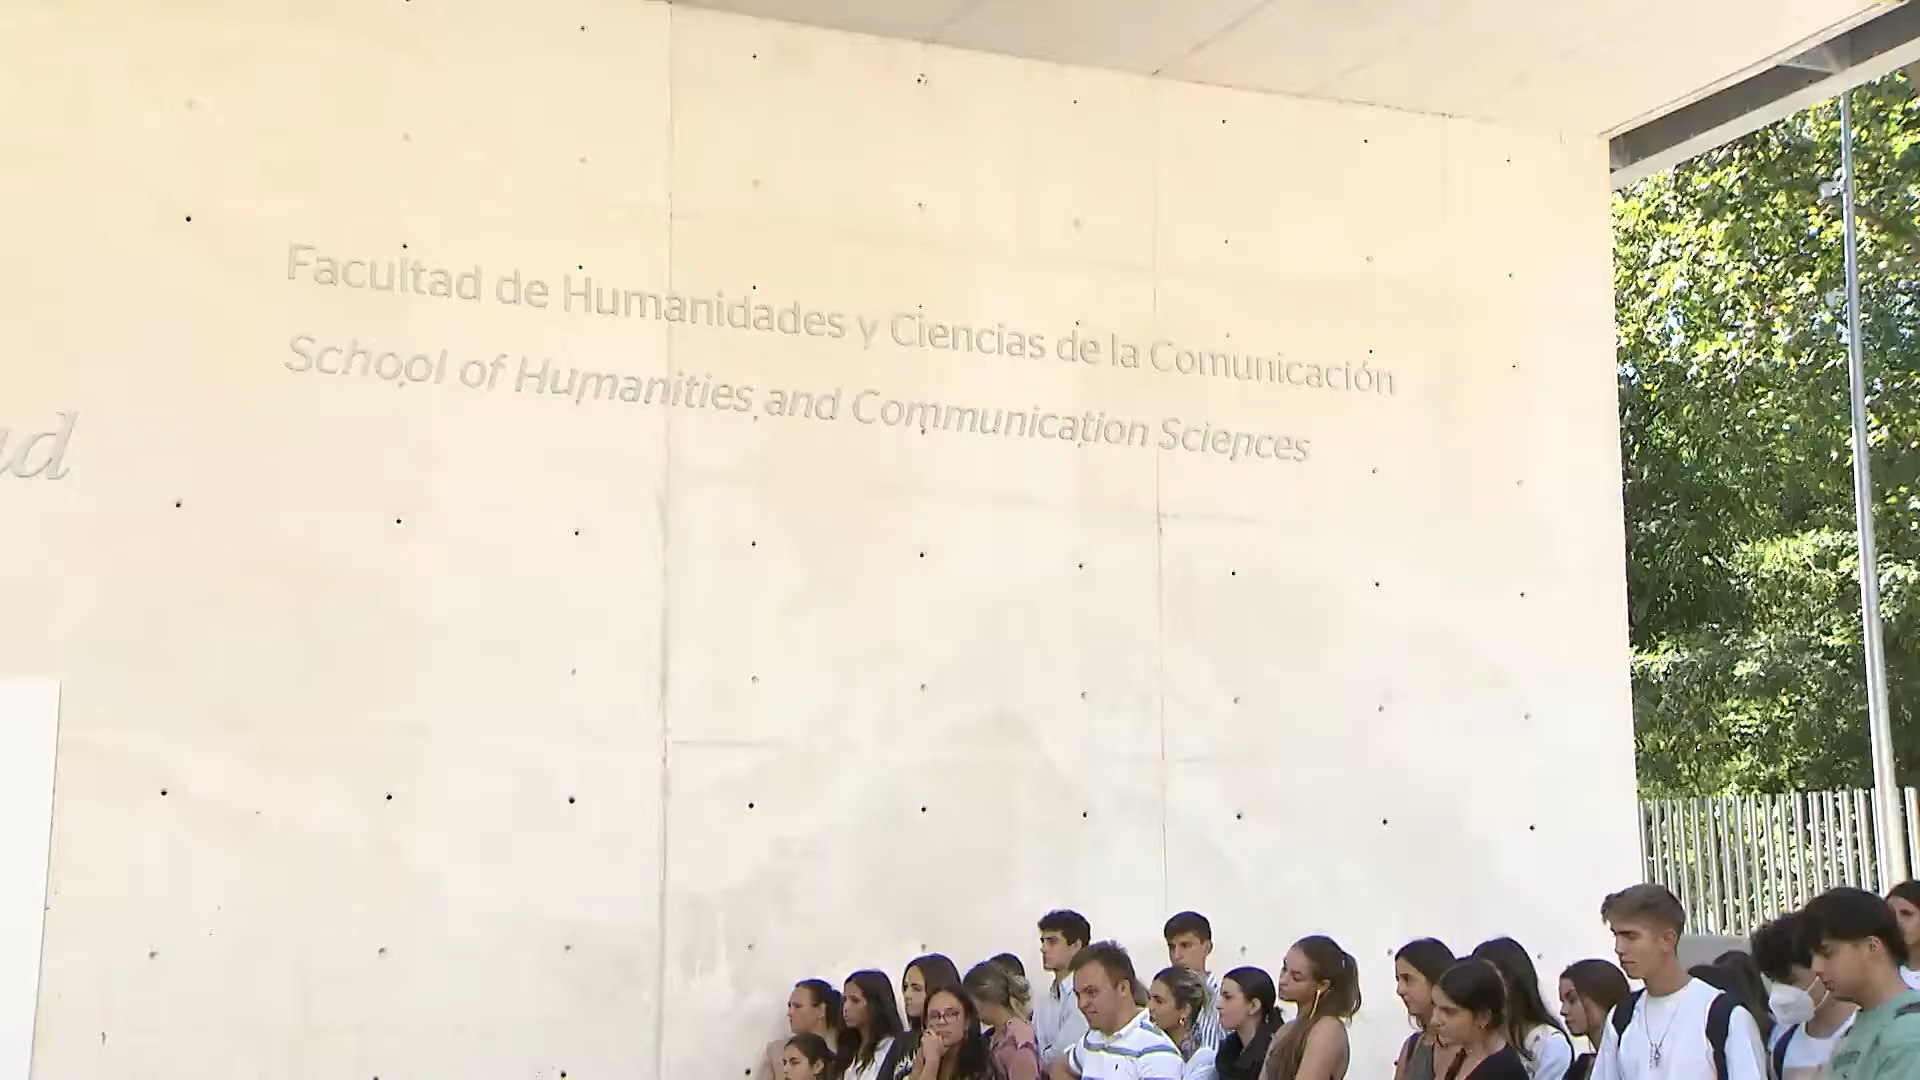 Facultad de Humanidades y Ciencias de la Comunicación
School of Humanities and Communication Sciences